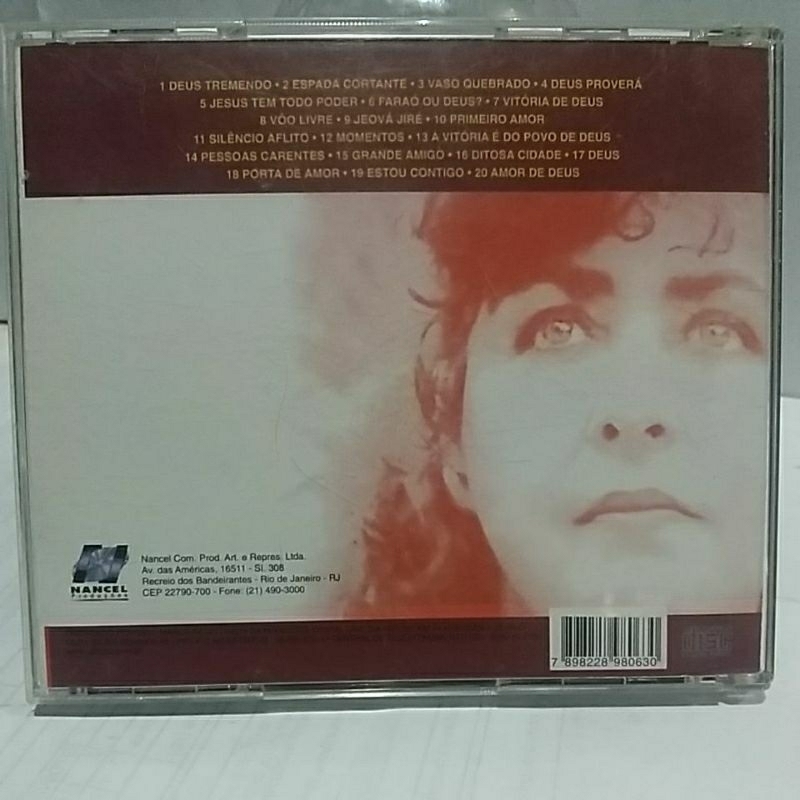 1 DEUS TREMENDO • 2 ESPADA CORTANTE • 3 VASO QUEBRADO • 4 DEUS PROVERÁ
5 JESUS TEM TODO PODER • 6 FARAÓ OU DEUS? • 7 VITÓRIA DE DEUS
8 VÔO LIVRE • 9 JEOVÁ JIRÉ • 10 PRIMEIRO AMOR
11 SILÊNCIO AFLITO • 12 MOMENTOS • 13 A VITÓRIA É DO POVO DE DEUS
14 PESSOAS CARENTES • 15 GRANDE AMIGO • 16 DITOSA CIDADE • 17 DEUS
18 PORTA DE AMOR • 19 ESTOU CONTIGO • 20 AMOR DE DEUS
NANCEL
Produções
Nancel Com. Prod. Art. e Repres. Ltda.
Av. das Américas, 16511 - Sl. 308
Recreio dos Bandeirantes - Rio de Janeiro - RJ
CEP 22790-700 - Fone: (21) 490-3000
7 898228 980630
disc